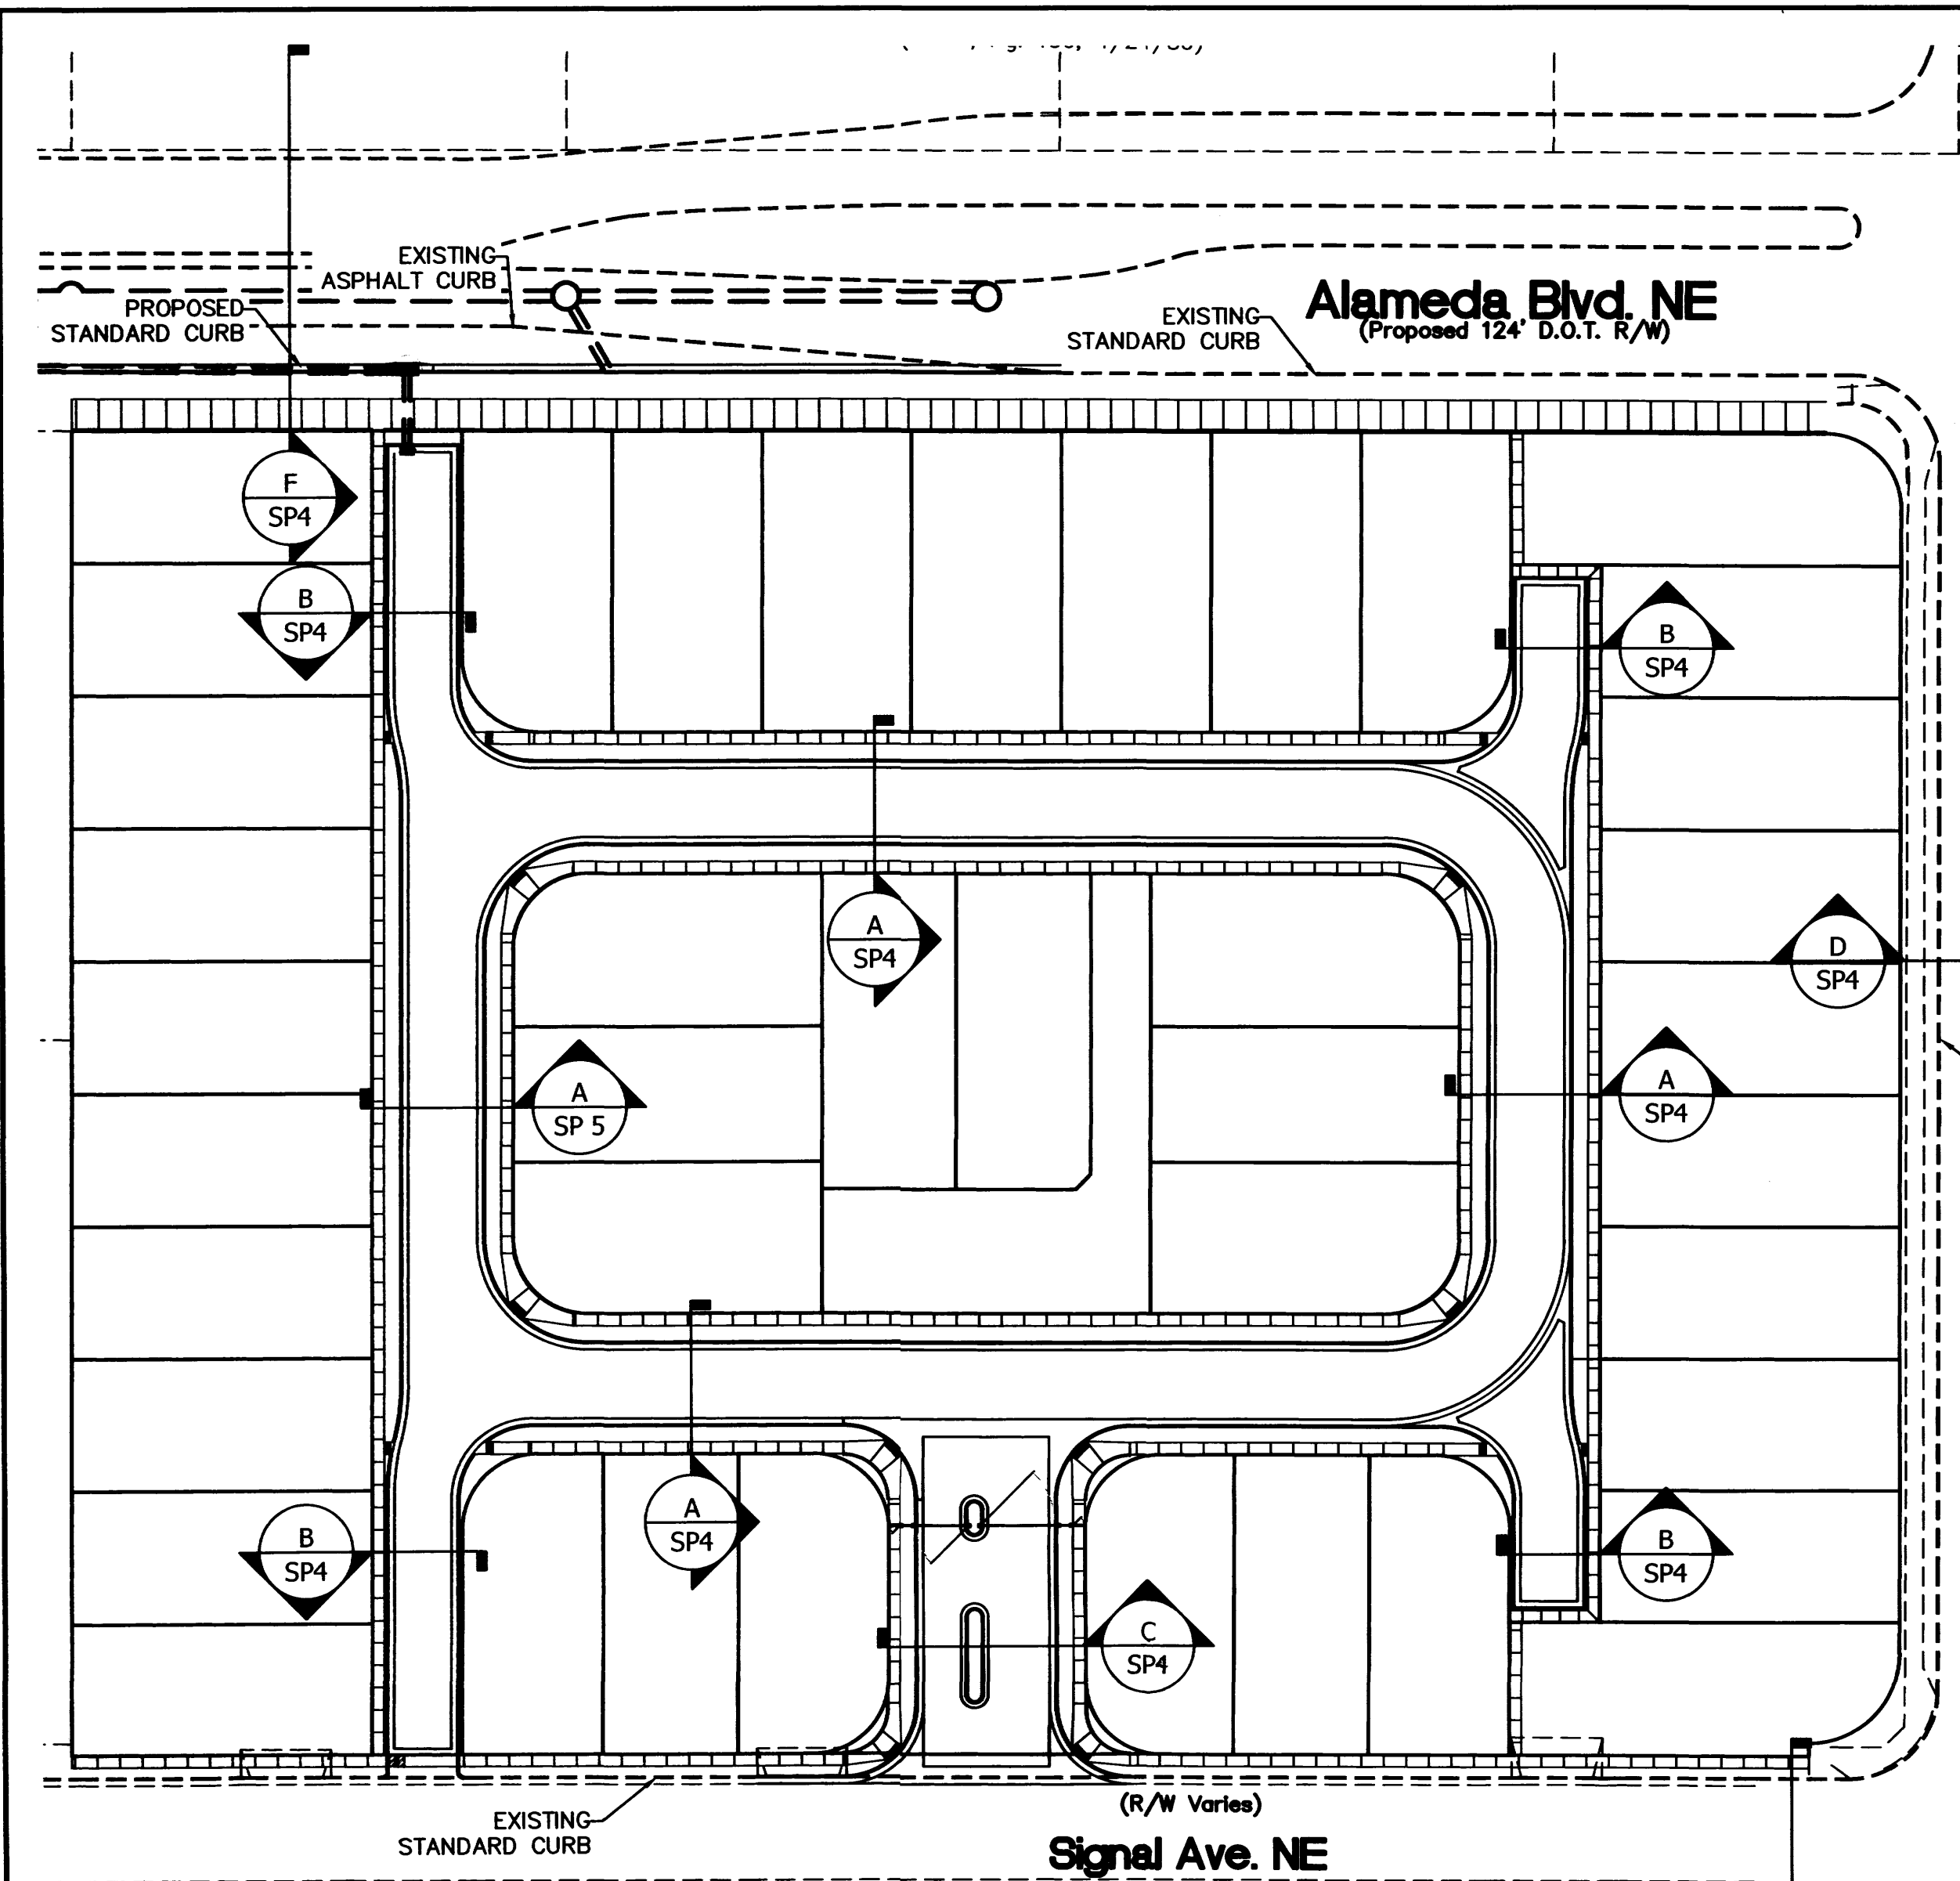 EXISTING
ASPHALT CURB
PROPOSED
STANDARD CURB
EXISTING
STANDARD CURB
Alameda Blvd. NE
(Proposed 124' D.O.T. R/W)
F
SP4
B
SP4
B
SP4
A
SP4
D
SP4
A
SP 5
A
SP4
A
SP4
B
SP4
B
SP4
C
SP4
EXISTING
STANDARD CURB
(R/W Varies)
Signal Ave. NE